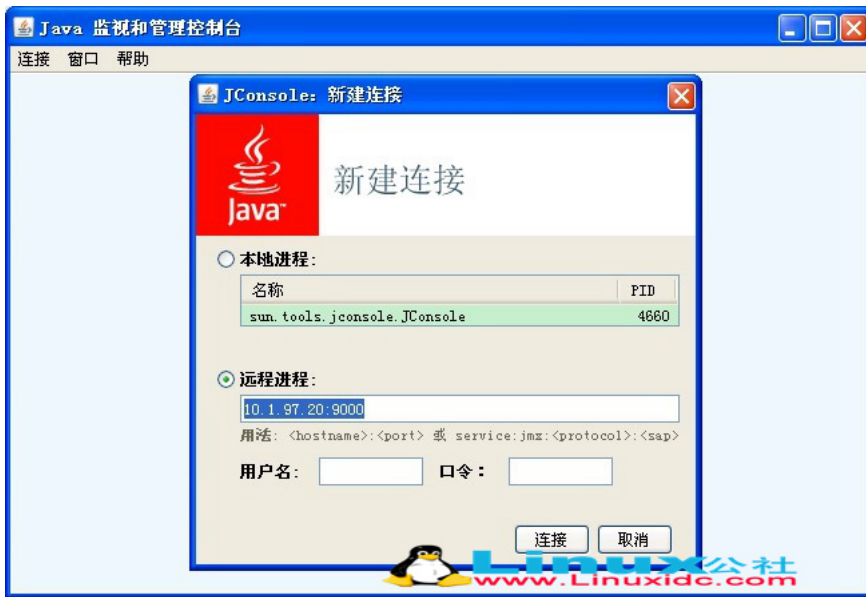 Java 监视和管理控制台
连接 窗口 帮助
JConsole: 新建连接
Java
新建连接
本地进程:
名称 PID
sun.tools.jconsole.JConsole 4660
远程进程:
10.1.97.20:9000
用法: <hostname>:<port> 或 service:jmx:<protocol>:<sap>
用户名: 口令:
连接 取消
Linux公社
www.Linuxidc.com